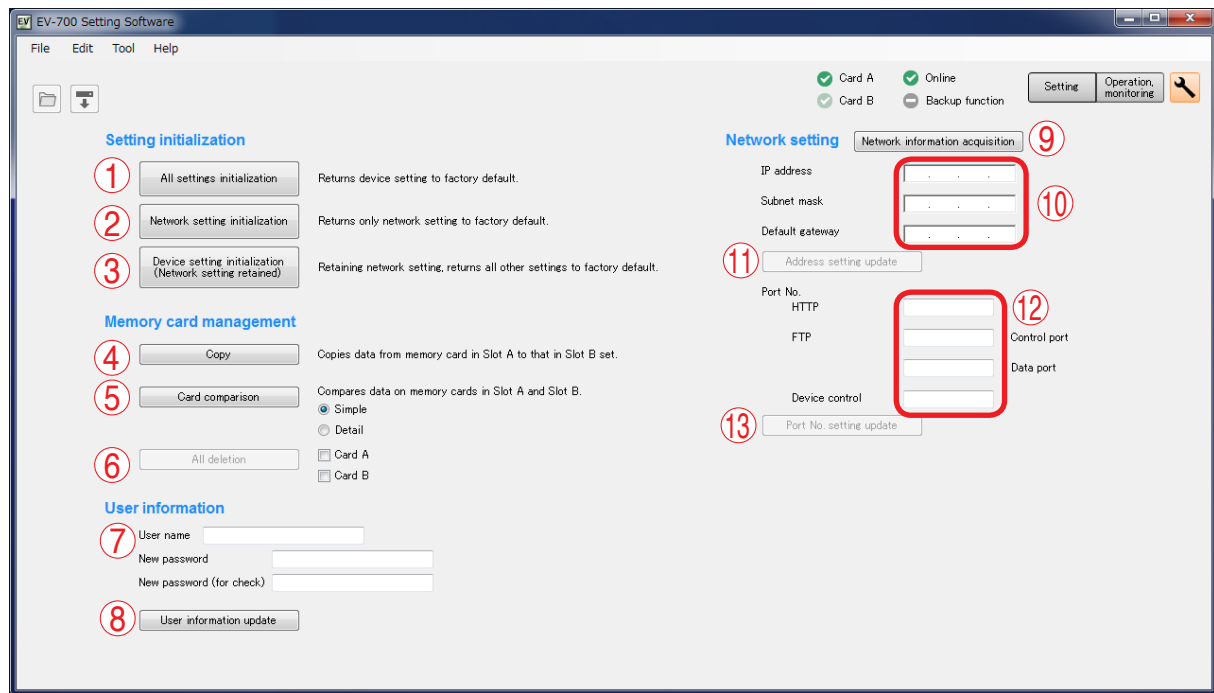 EV EV-700 Setting Software
File Edit Tool Help
Card A Online
Card B Backup function
Setting
Operation,
monitoring
Setting initialization
① All settings initialization Returns device setting to factory default.
② Network setting initialization Returns only network setting to factory default.
③ Device setting initialization
(Network setting retained) Retaining network setting, returns all other settings to factory default.
Memory card management
④ Copy Copies data from memory card in Slot A to that in Slot B set.
⑤ Card comparison Compares data on memory cards in Slot A and Slot B.
Simple
Detail
⑥ All deletion Card A
Card B
User information
⑦ User name
New password
New password (for check)
⑧ User information update
Network setting Network information acquisition ⑨
IP address . . .
Subnet mask . . . ⑩
Default gateway . . .
⑪ Address setting update
Port No.
HTTP ⑫
FTP Control port
Data port
Device control
⑬ Port No. setting update